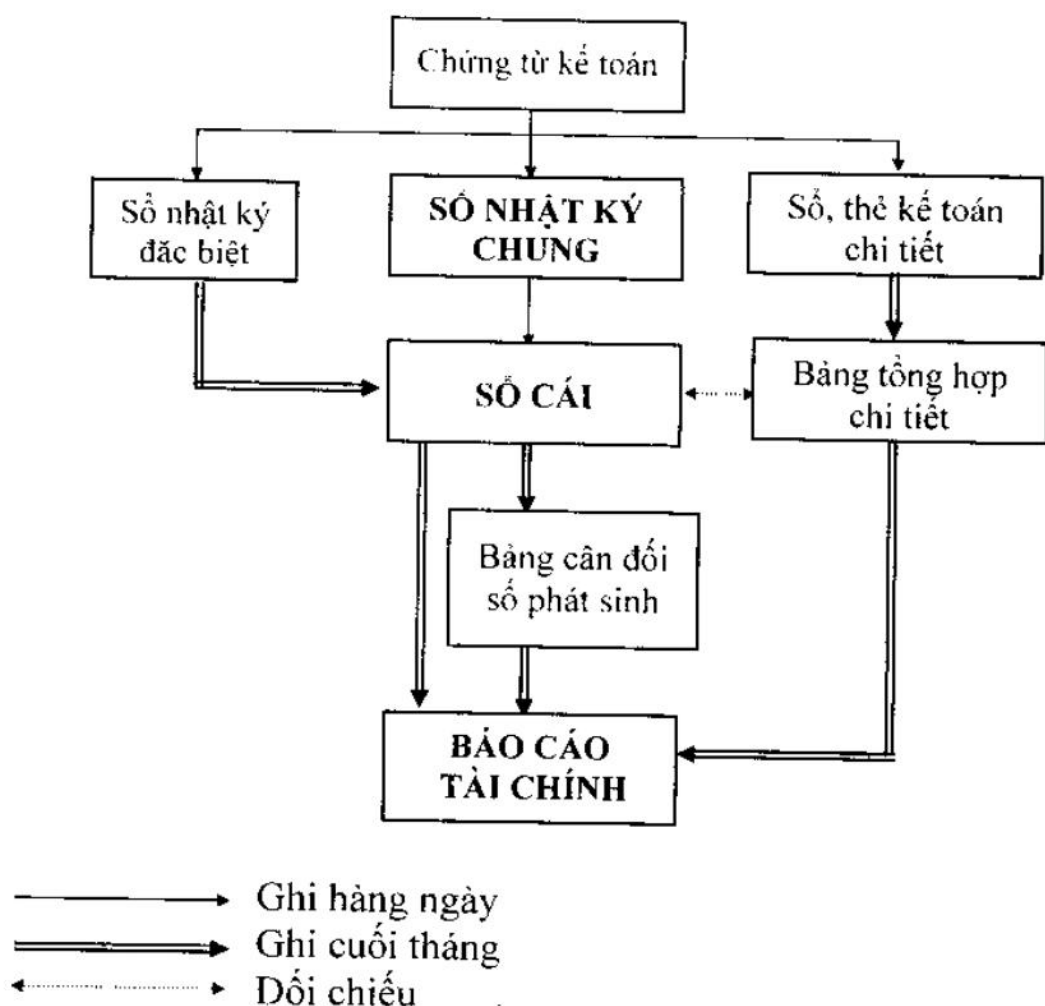 Chứng từ kế toán
Sổ nhật ký
đăc biệt
SỔ NHẬT KÝ
CHUNG
Sổ, thẻ kế toán
chi tiết
SỔ CÁI
Bảng tổng hợp
chi tiết
Bảng cân đối
số phát sinh
BÁO CÁO
TÀI CHÍNH
Ghi hàng ngày
Ghi cuối tháng
Dối chiếu